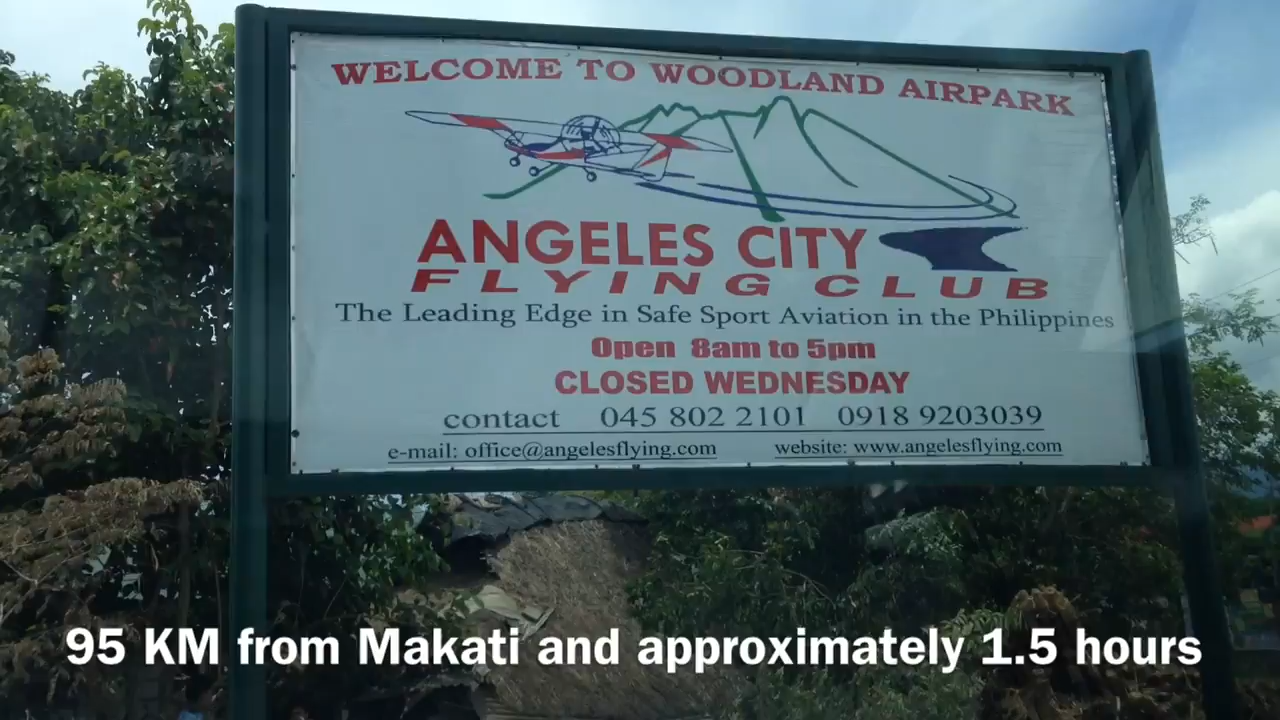 WELCOME TO WOODLAND AIRPARK
ANGELES CITY
FLYING CLUB
The Leading Edge in Safe Sport Aviation in the Philippines
Open 8am to 5pm
CLOSED WEDNESDAY
contact 045 802 2101 0918 9203039
e-mail: office@angelesflying.com website: www.angelesflying.com
95 KM from Makati and approximately 1.5 hours